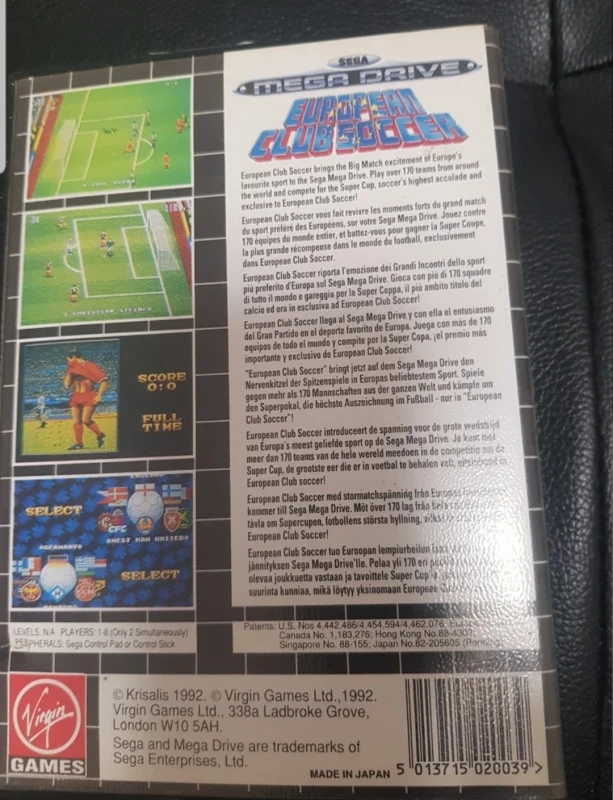 SEGA
MEGA DRIVE
EUROPEAN
CLUB SOCCER
European Club Soccer brings the Big Match excitement of Europe's
favourite sport to the Sega Mega Drive. Play over 170 teams from around
the world and compete for the Super Cup, soccer's highest accolade and
exclusive to European Club Soccer!
European Club Soccer vous fait revivre les moments forts du grand match
du sport préféré des Européens, sur votre Sega Mega Drive. Jouez contre
170 équipes du monde entier, et battez-vous pour gagner la Super Coupe,
la plus grande récompense dans le monde du football, exclusivement
dans European Club Soccer.
European Club Soccer riporta l'emozione dei Grandi Incontri dello sport
più preferito d'Europa sul Sega Mega Drive. Gioca con più di 170 squadre
di tutto il mondo e gareggia per la Super Coppa, il più ambito titolo del
calcio ed ora in esclusiva ad European Club Soccer!
European Club Soccer llega al Sega Mega Drive y con ella el entusiasmo
del Gran Partido en el deporte favorito de Europa. Juega con más de 170
equipos de todo el mundo y compite por la Super Copa, ¡el premio más
importante y exclusivo de European Club Soccer!
"European Club Soccer" bringt jetzt auf dem Sega Mega Drive den
Nervenkitzel der Spitzenspiele in Europas beliebtestem Sport. Spiele
gegen mehr als 170 Mannschaften aus der ganzen Welt und kämpfe um
den Superpokal, die höchste Auszeichnung im Fußball - nur in "European
Club Soccer"!
European Club Soccer introduceert de spanning voor de grote wedstrijd
van Europa's meest geliefde sport op de Sega Mega Drive. Je kunt met
meer dan 170 teams van de hele wereld meedoen in de competitie om de
Super Cup, de grootste eer die er in voetbal te behalen valt,
European Club soccer!
European Club Soccer med stormatchspänning från Europas
kommer till Sega Mega Drive. Möt över 170 lag från hela
tävla om Supercupen, fotbollens största hyllning,
European Club Soccer!
European Club Soccer tuo Euroopan lempiurheilun
jännityksen Sega Mega Drive'lle. Pelaa yli 170 eri
olevaa joukkuetta vastaan ja tavoittele Super Cup
suurista kunniaa, mikä löytyy yksinomaan European
SCORE
0:0
FULL
TIME
SELECT
WEST HAM UNITED
GERMANY
SELECT
LEVELS: N/A PLAYERS: 1-8 (Only 2 Simultaneously)
PERIPHERALS: Sega Control Pad or Control Stick
Patents: U.S. Nos 4,442,486/4,454,594/4,462,076;
Canada No. 1,183,276; Hong Kong No.88-4302;
Singapore No. 88-155; Japan No.82-205605 (Pending)
Virgin
GAMES
© Krisalis 1992. © Virgin Games Ltd.,1992.
Virgin Games Ltd., 338a Ladbroke Grove,
London W10 5AH.
Sega and Mega Drive are trademarks of
Sega Enterprises, Ltd.
MADE IN JAPAN
5 013715 020039 >